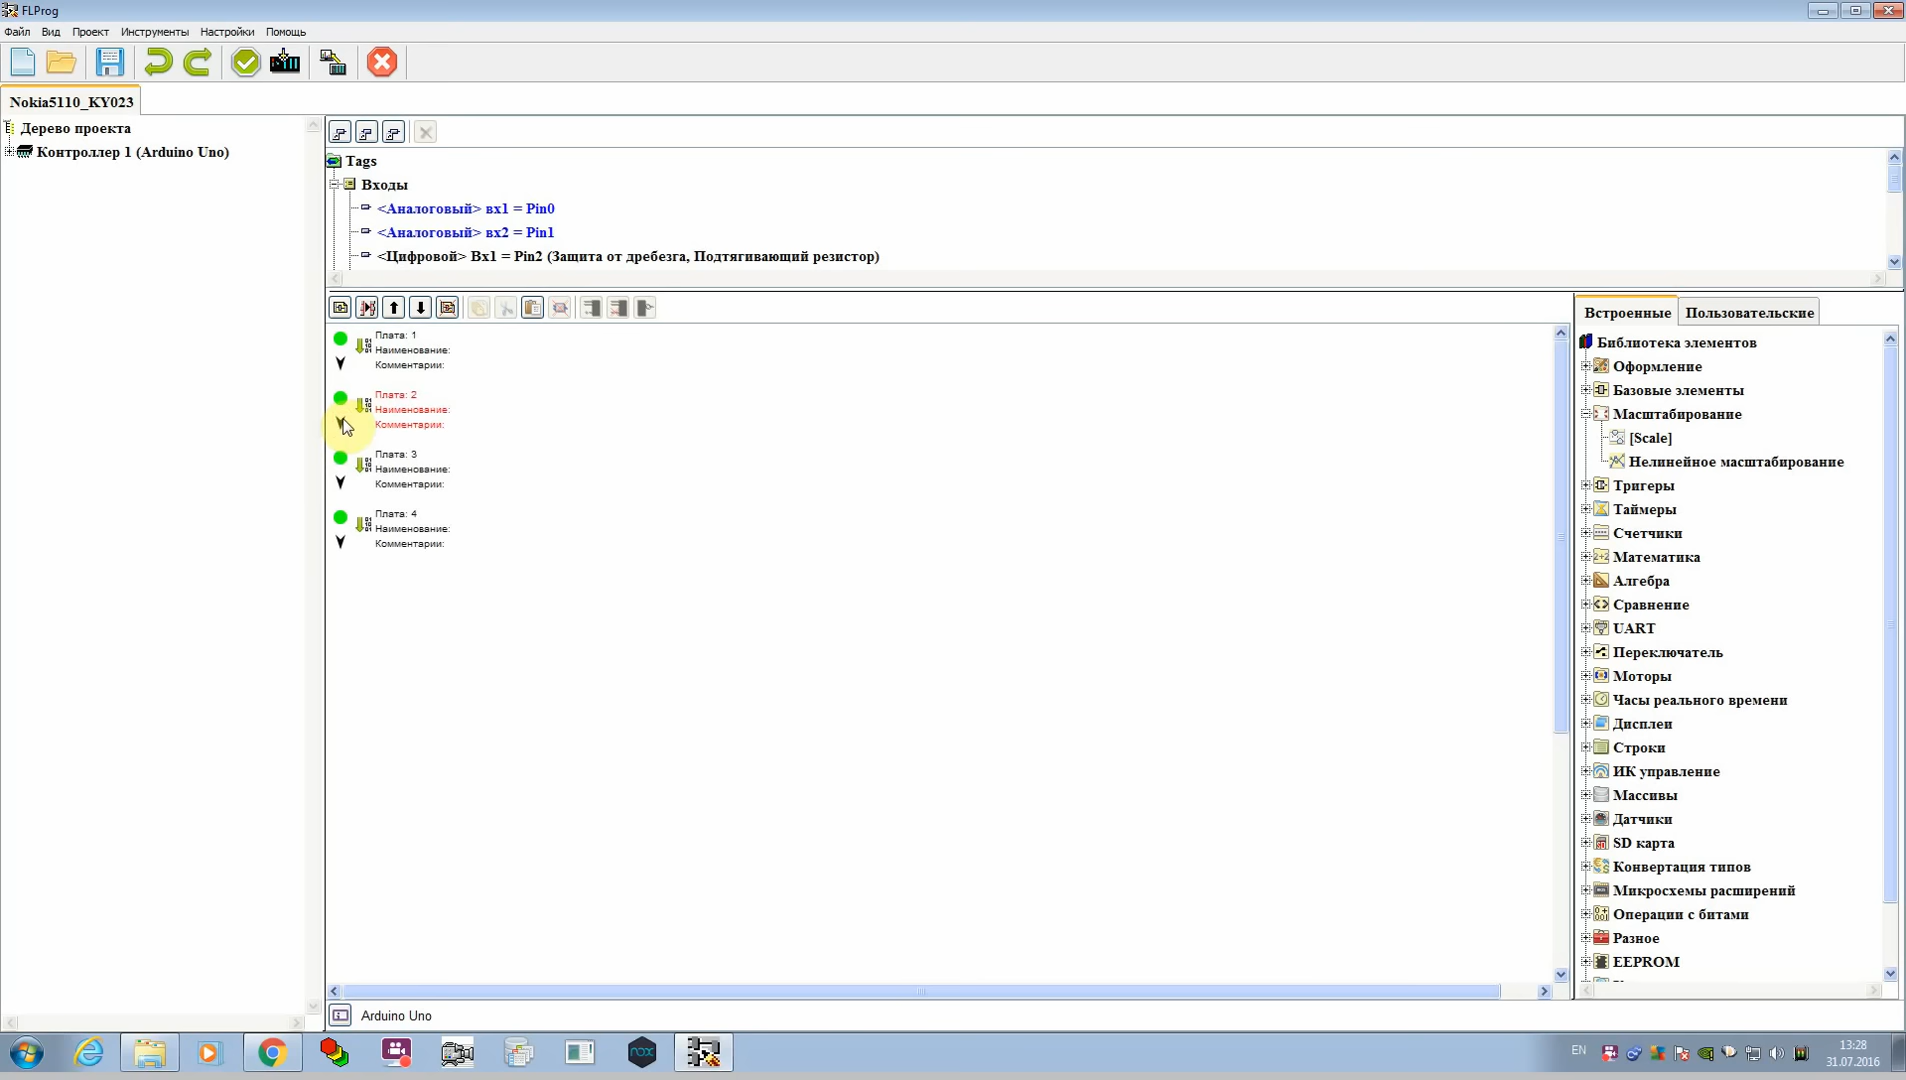 FLProg
Файл Вид Проект Инструменты Настройки Помощь
Nokia5110_KY023
Дерево проекта
Контроллер 1 (Arduino Uno)
Tags
Входы
<Аналоговый> вх1 = Pin0
<Аналоговый> вх2 = Pin1
<Цифровой> Вх1 = Pin2 (Защита от дребезга, Подтягивающий резистор)
Плата: 1
Наименование:
Комментарии:
Плата: 2
Наименование:
Комментарии:
Плата: 3
Наименование:
Комментарии:
Плата: 4
Наименование:
Комментарии:
Встроенные Пользовательские
Библиотека элементов
Оформление
Базовые элементы
Масштабирование
[Scale]
Нелинейное масштабирование
Тригеры
Таймеры
Счетчики
Математика
Алгебра
Сравнение
UART
Переключатель
Моторы
Часы реального времени
Дисплеи
Строки
ИК управление
Массивы
Датчики
SD карта
Конвертация типов
Микросхемы расширений
Операции с битами
Разное
EEPROM
Arduino Uno
nox
EN
13:28
31.07.2016